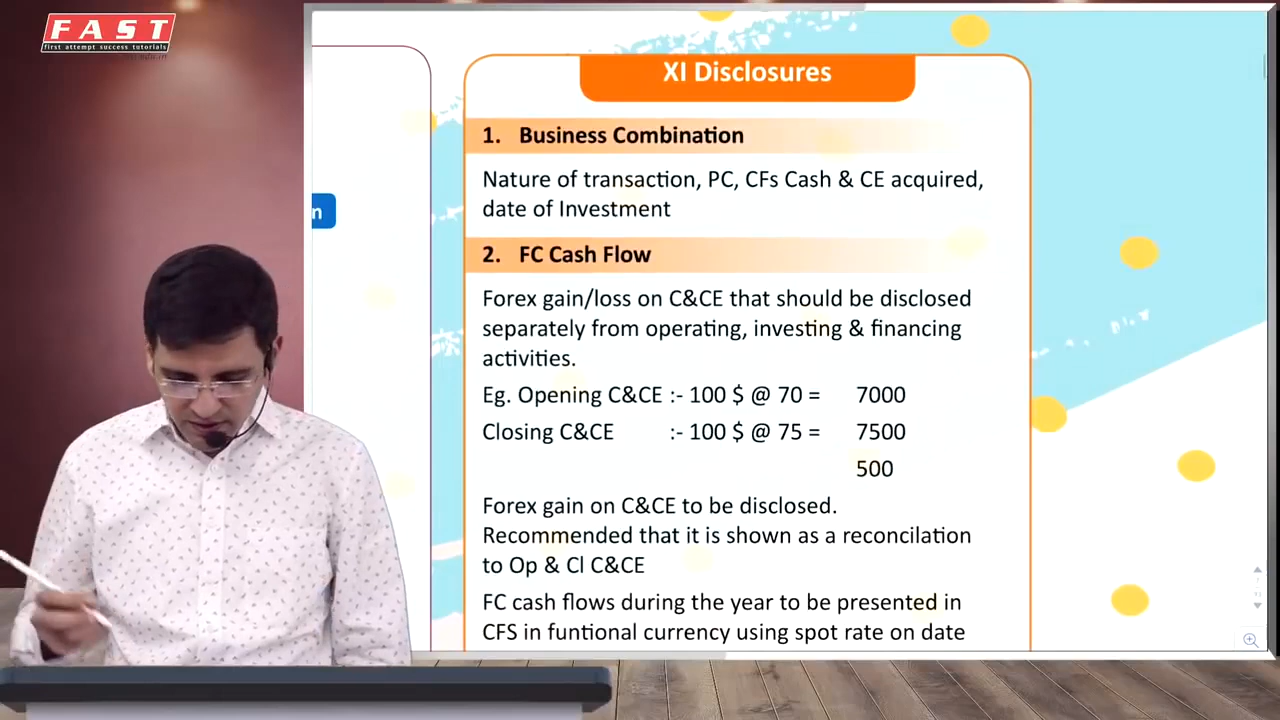 FAST
first attempt success tutorials
n
XI Disclosures
1. Business Combination
Nature of transaction, PC, CFs Cash & CE acquired,
date of Investment
2. FC Cash Flow
Forex gain/loss on C&CE that should be disclosed
separately from operating, investing & financing
activities.
Eg. Opening C&CE :- 100 $ @ 70 = 7000
Closing C&CE :- 100 $ @ 75 = 7500
500
Forex gain on C&CE to be disclosed.
Recommended that it is shown as a reconcilation
to Op & Cl C&CE
FC cash flows during the year to be presented in
CFS in funtional currency using spot rate on date